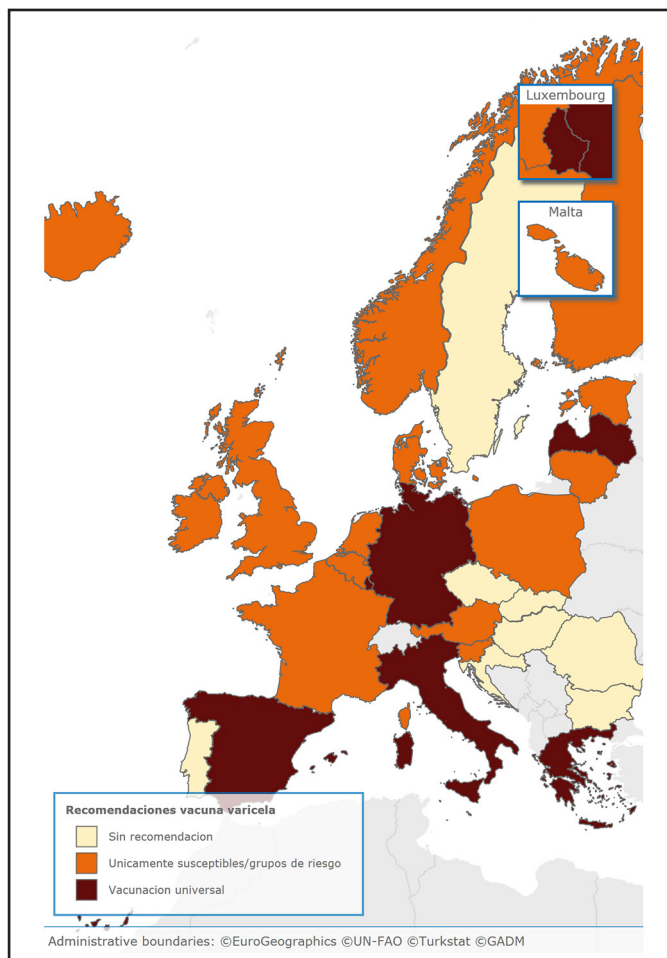 Luxembourg
Malta
Recomendaciones vacuna varicela
Sin recomendacion
Unicamente susceptibles/grupos de riesgo
Vacunacion universal
Administrative boundaries: ©EuroGeographics ©UN-FAO ©Turkstat ©GADM